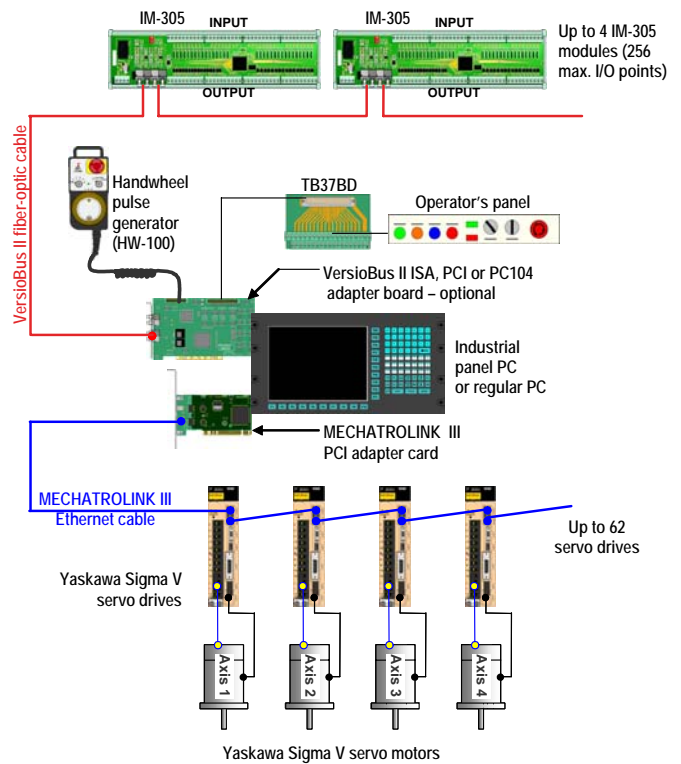 IM-305 INPUT
IM-305 INPUT
Up to 4 IM-305
modules (256
max. I/O points)
OUTPUT
OUTPUT
VersioBus II fiber-optic cable
Handwheel
pulse
generator
(HW-100)
TB37BD
Operator's panel
VersioBus II ISA, PCI or PC104
adapter board – optional
Industrial
panel PC
or regular PC
MECHATROLINK III
PCI adapter card
MECHATROLINK III
Ethernet cable
Up to 62
servo drives
Yaskawa Sigma V
servo drives
Axis 1
Axis 2
Axis 3
Axis 4
Yaskawa Sigma V servo motors